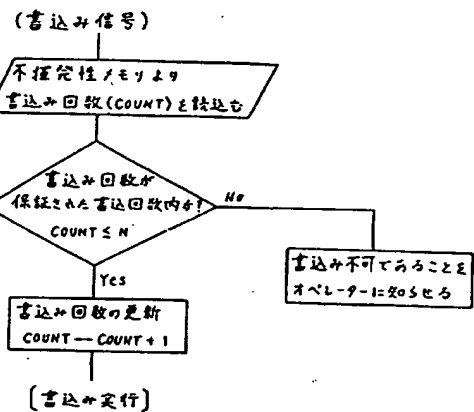 (書込み信号)
不揮発性メモリより
書込み回数(COUNT)を読込む
書込み回数が
保証された書込回数内か?
COUNT ≤ N
No
Yes
書込み不可であることを
オペレーターに知らせる
書込み回数の更新
COUNT ← COUNT + 1
[書込み実行]